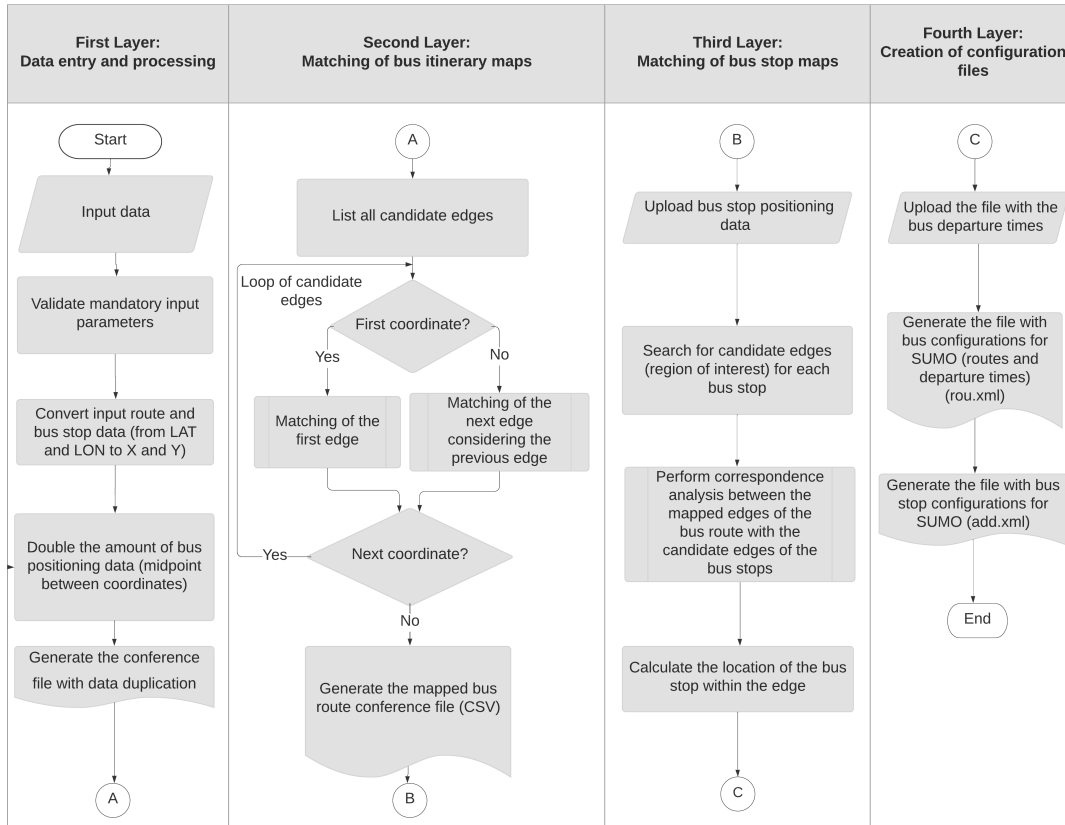 First Layer:
Data entry and processing
Start
Input data
Validate mandatory input
parameters
Convert input route and
bus stop data (from LAT
and LON to X and Y)
Double the amount of bus
positioning data (midpoint
between coordinates)
Generate the conference
file with data duplication
A
Second Layer:
Matching of bus itinerary maps
A
List all candidate edges
Loop of candidate
edges
First coordinate?
Yes
No
Matching of the
first edge
Matching of the
next edge
considering the
previous edge
Next coordinate?
Yes
No
Generate the mapped bus
route conference file (CSV)
B
Third Layer:
Matching of bus stop maps
B
Upload bus stop positioning
data
Search for candidate edges
(region of interest) for each
bus stop
Perform correspondence
analysis between the
mapped edges of the
bus route with the
candidate edges of the
bus stops
Calculate the location of the bus
stop within the edge
C
Fourth Layer:
Creation of configuration
files
C
Upload the file with the
bus departure times
Generate the file with
bus configurations for
SUMO (routes and
departure times)
(rou.xml)
Generate the file with bus
stop configurations for
SUMO (add.xml)
End